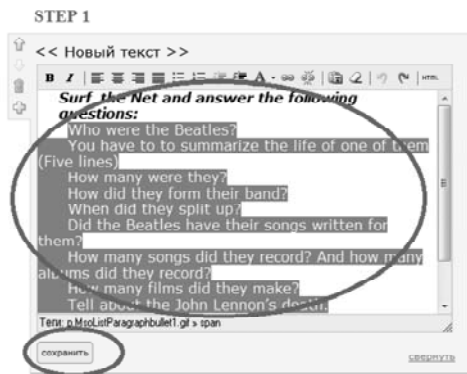 STEP 1
<< Новый текст >>
B I A HTML
Surf the Net and answer the following
questions:
Who were the Beatles?
You have to to summarize the life of one of them
(Five lines)
How many were they?
How did they form their band?
When did they split up?
Did the Beatles have their songs written for
them?
How many songs did they record? And how many
albums did they record?
How many films did they make?
Tell about the John Lennon's death.
Теги: p.MsoListParagraphbullet1.gif » span
сохранить свернуть